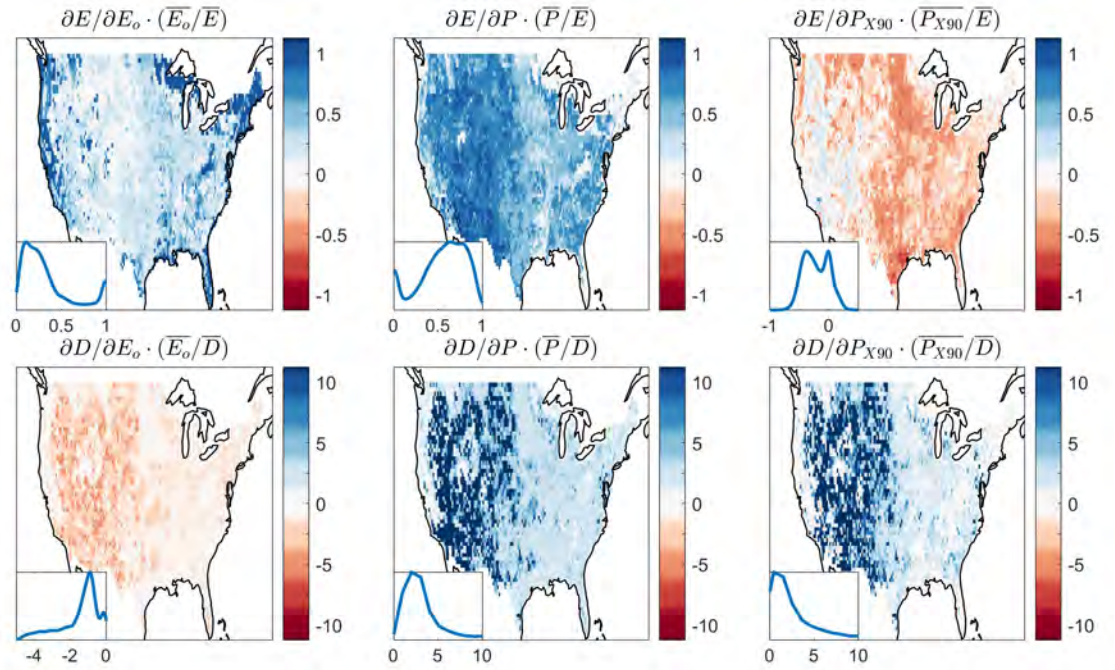 ∂E/∂E_o · (\overline{E_o}/\overline{E})
∂E/∂P · (\overline{P}/\overline{E})
∂E/∂P_{X90} · (\overline{P_{X90}}/\overline{E})
1
0.5
0
-0.5
-1
0 0.5 1
1
0.5
0
-0.5
-1
0 0.5 1
1
0.5
0
-0.5
-1
-1 0
∂D/∂E_o · (\overline{E_o}/\overline{D})
∂D/∂P · (\overline{P}/\overline{D})
∂D/∂P_{X90} · (\overline{P_{X90}}/\overline{D})
10
5
0
-5
-10
-4 -2 0
10
5
0
-5
-10
0 5 10
10
5
0
-5
-10
0 5 10